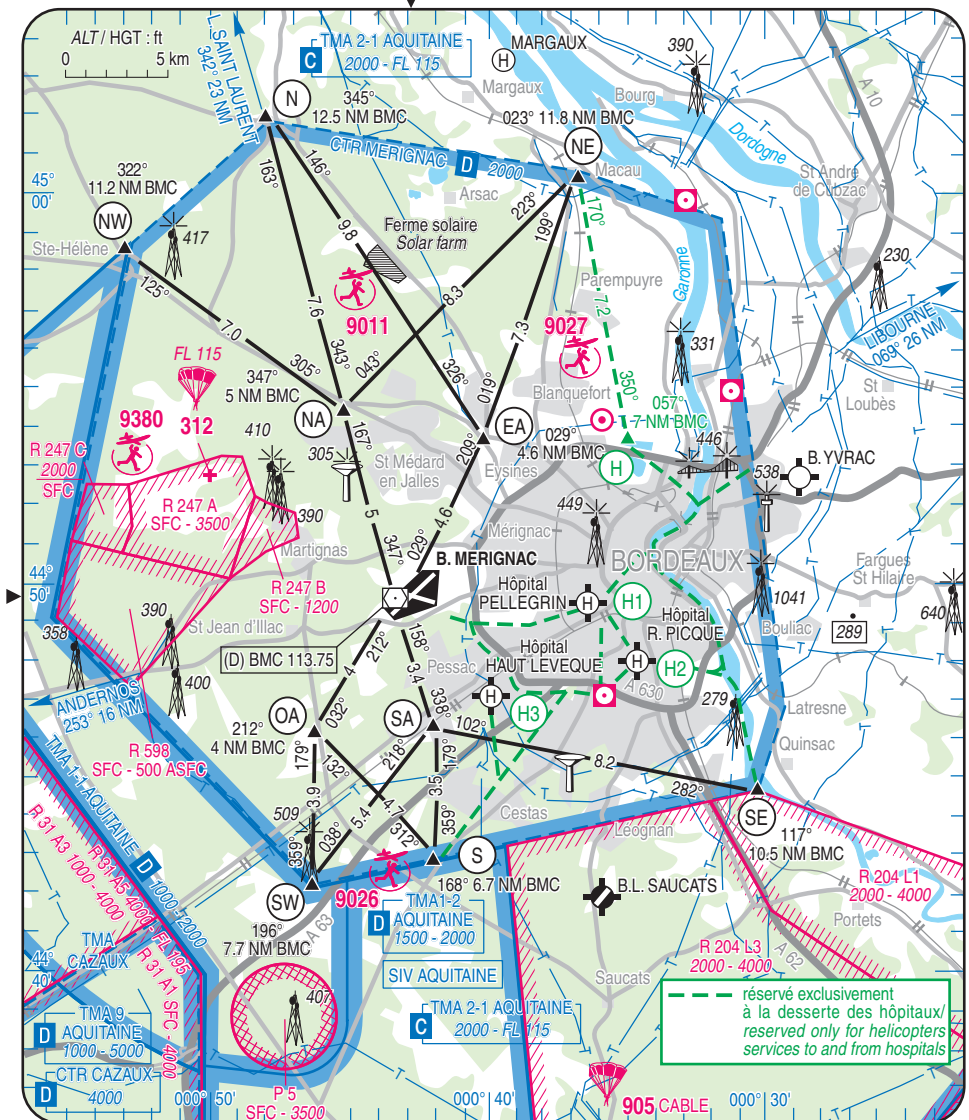 ALT / HGT : ft
0 5 km
L. SAINT LAURENT
342° 23 NM
C
TMA 2-1 AQUITAINE
2000 - FL 115
H
MARGAUX
Margaux
390
Bourg
A 10
Dordogne
N
345°
12.5 NM BMC
023° 11.8 NM BMC
NE
Macau
CTR MERIGNAC
D
2000
St André
de Cubzac
322°
11.2 NM BMC
45°
00'
NW
417
Ste-Hélène
163°
146°
Arsac
223°
199°
170°
Ferme solaire
Solar farm
9.8
9011
Garonne
230
Parempuyre
125°
7.0
7.6
8.3
7.3
7.2
9027
LIBOURNE
069° 26 NM
331
305°
343°
043°
326°
019°
350°
FL 115
347°
5 NM BMC
Blanquefort
057°
7 NM BMC
St
Loubès
9380
312
NA
167°
209°
EA
029°
4.6 NM BMC
H
446
B. YVRAC
R 247 C
2000
SFC
410
305
St Médard
en Jalles
Eysines
538
R 247 A
SFC - 3500
390
5
4.6
449
Mérignac
Martignas
347°
029°
B. MERIGNAC
BORDEAUX
Fargues
St Hilaire
44°
50'
R 247 B
SFC - 1200
Hôpital
PELLEGRIN
H
H1
1041
640
358
390
St Jean d'Illac
212°
158°
Hôpital
R. PICQUE
Bouliac
289
(D) BMC 113.75
Pessac
Hôpital
HAUT LEVEQUE
H
H2
400
4
3.4
H
A 630
279
ANDERNOS
253° 16 NM
OA
032°
SA
338°
H3
Latresne
212°
4 NM BMC
102°
Quinsac
R 598
SFC - 500 ASFC
179°
132°
218°
179°
8.2
282°
TMA 1-1 AQUITAINE
D
1000-2000
3.9
5.4
4.7
3.5
509
Cestas
Léognan
SE
117°
10.5 NM BMC
R 31 A3 1000 - 4000
R 31 A5 4000 - FL 195
359°
038°
312°
359
S
168° 6.7 NM BMC
SW
9026
B.L. SAUCATS
R 204 L1
2000 - 4000
196°
7.7 NM BMC
A 63
D
TMA1-2
AQUITAINE
1500 - 2000
Portets
TMA
CAZAUX
R 31 A1 SFC - 4000
R 204 L3
2000 - 4000
A 62
44°
40'
SIV AQUITAINE
Saucats
407
D
TMA 9
AQUITAINE
1000 - 5000
C
TMA 2-1 AQUITAINE
2000 - FL 115
réservé exclusivement
à la desserte des hôpitaux/
reserved only for helicopters
services to and from hospitals
D
CTR CAZAUX
4000
000° 50'
P 5
SFC - 3500
000° 40'
905 CABLE
000° 30'